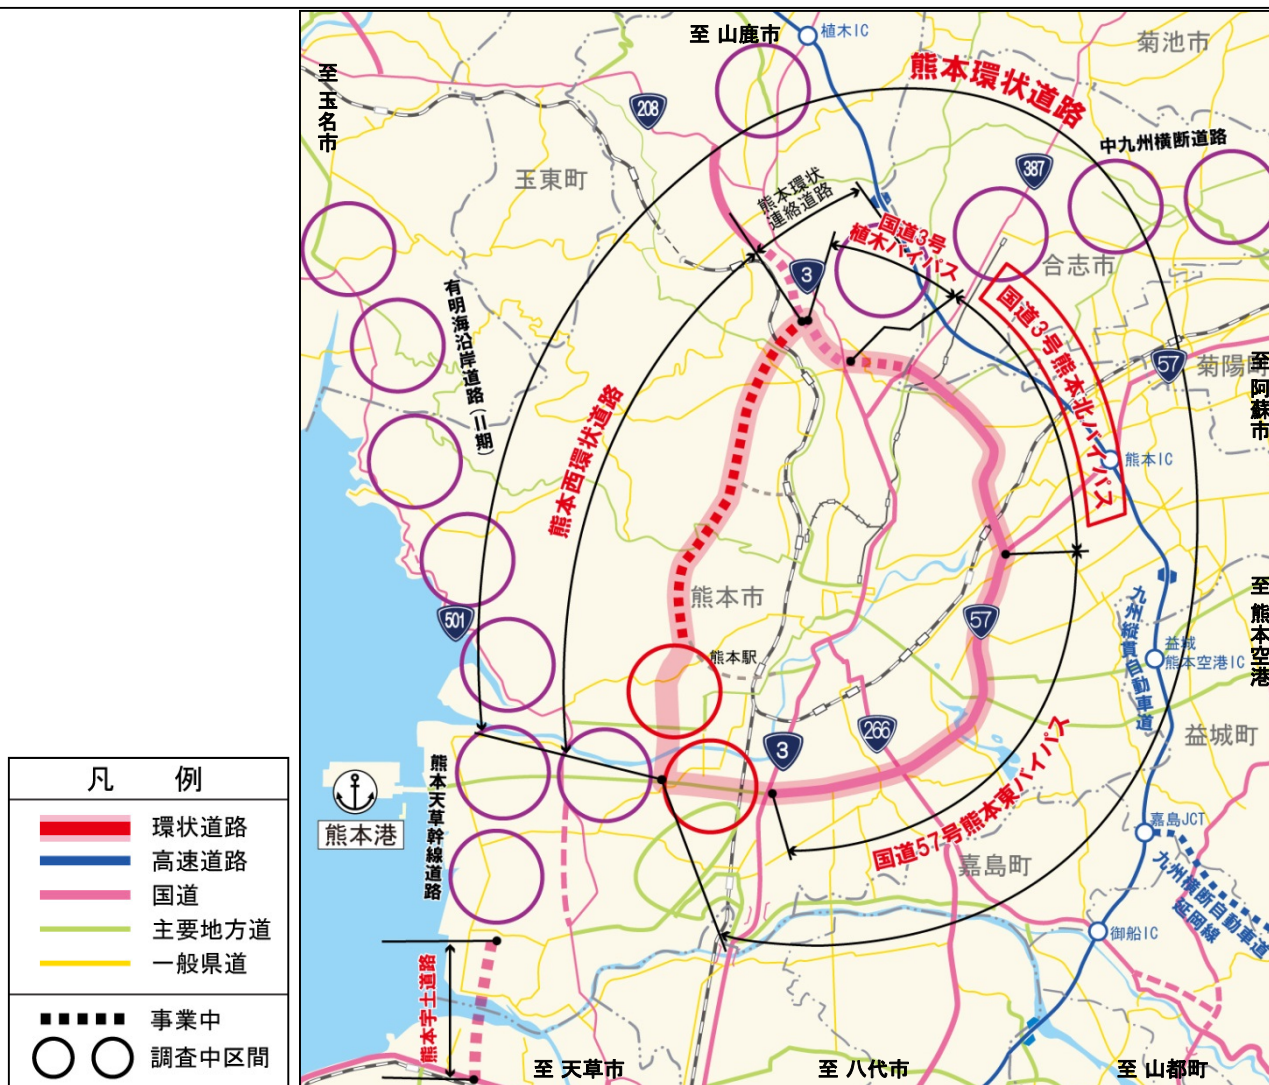 至 山鹿市
植木IC
菊池市
熊本環状道路
至 玉名市
208
中九州横断道路
387
玉東町
熊本環状
連絡道路
国道3号
植木バイパス
3
合志市
有明海沿岸道路(II期)
国道3号熊本北バイパス
57
菊陽町
至 阿蘇市
熊本西環状道路
熊本IC
熊本市
501
57
九州縦貫自動車道
益城
熊本空港IC
至 熊本空港
熊本駅
266
3
益城町
熊本天草幹線道路
熊本港
国道57号熊本東バイパス
嘉島町
嘉島JCT
九州横断自動車道
延岡線
御船IC
熊本宇土道路
至 天草市
至 八代市
至 山都町
凡 例
環状道路
高速道路
国道
主要地方道
一般県道
事業中
調査中区間